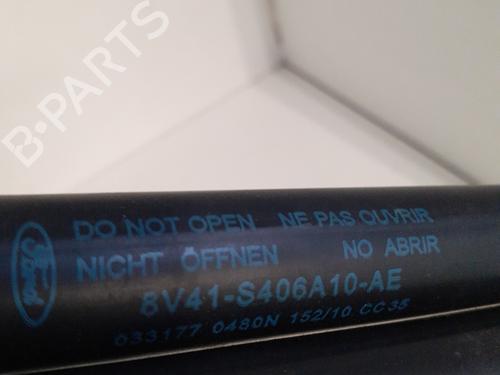 B-PARTS
Ford
DO NOT OPEN NE PAS OUVRIR
NICHT ÖFFNEN NO ABRIR
8V41-S406A10-AE
033177 0480N 152/10 CC35